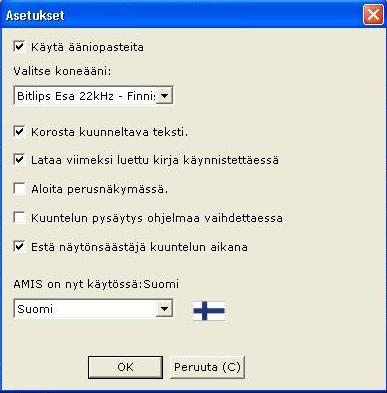 Asetukset
Käytä ääniopasteita
Valitse koneääni:
Bitlips Esa 22kHz - Finnis
Korosta kuunneltava teksti.
Lataa viimeksi luettu kirja käynnistettäessä
Aloita perusnäkymässä.
Kuuntelun pysäytys ohjelmaa vaihdettaessa
Estä näytönsäästäjä kuuntelun aikana
AMIS on nyt käytössä:Suomi
Suomi
OK Peruuta (C)